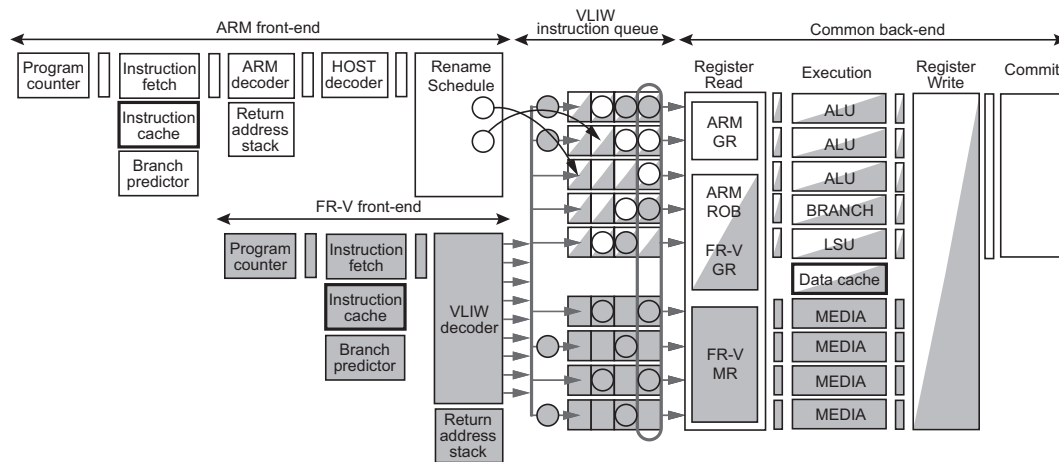 ARM front-end
VLIW
instruction queue
Common back-end
Program
counter
Instruction
fetch
ARM
decoder
HOST
decoder
Rename
Schedule
Instruction
cache
Return
address
stack
Branch
predictor
Register
Read
Execution
Register
Write
Commit
ARM
GR
ARM
ROB
FR-V
GR
FR-V
MR
ALU
ALU
ALU
BRANCH
LSU
Data cache
MEDIA
MEDIA
MEDIA
MEDIA
FR-V front-end
Program
counter
Instruction
fetch
Instruction
cache
Branch
predictor
VLIW
decoder
Return
address
stack